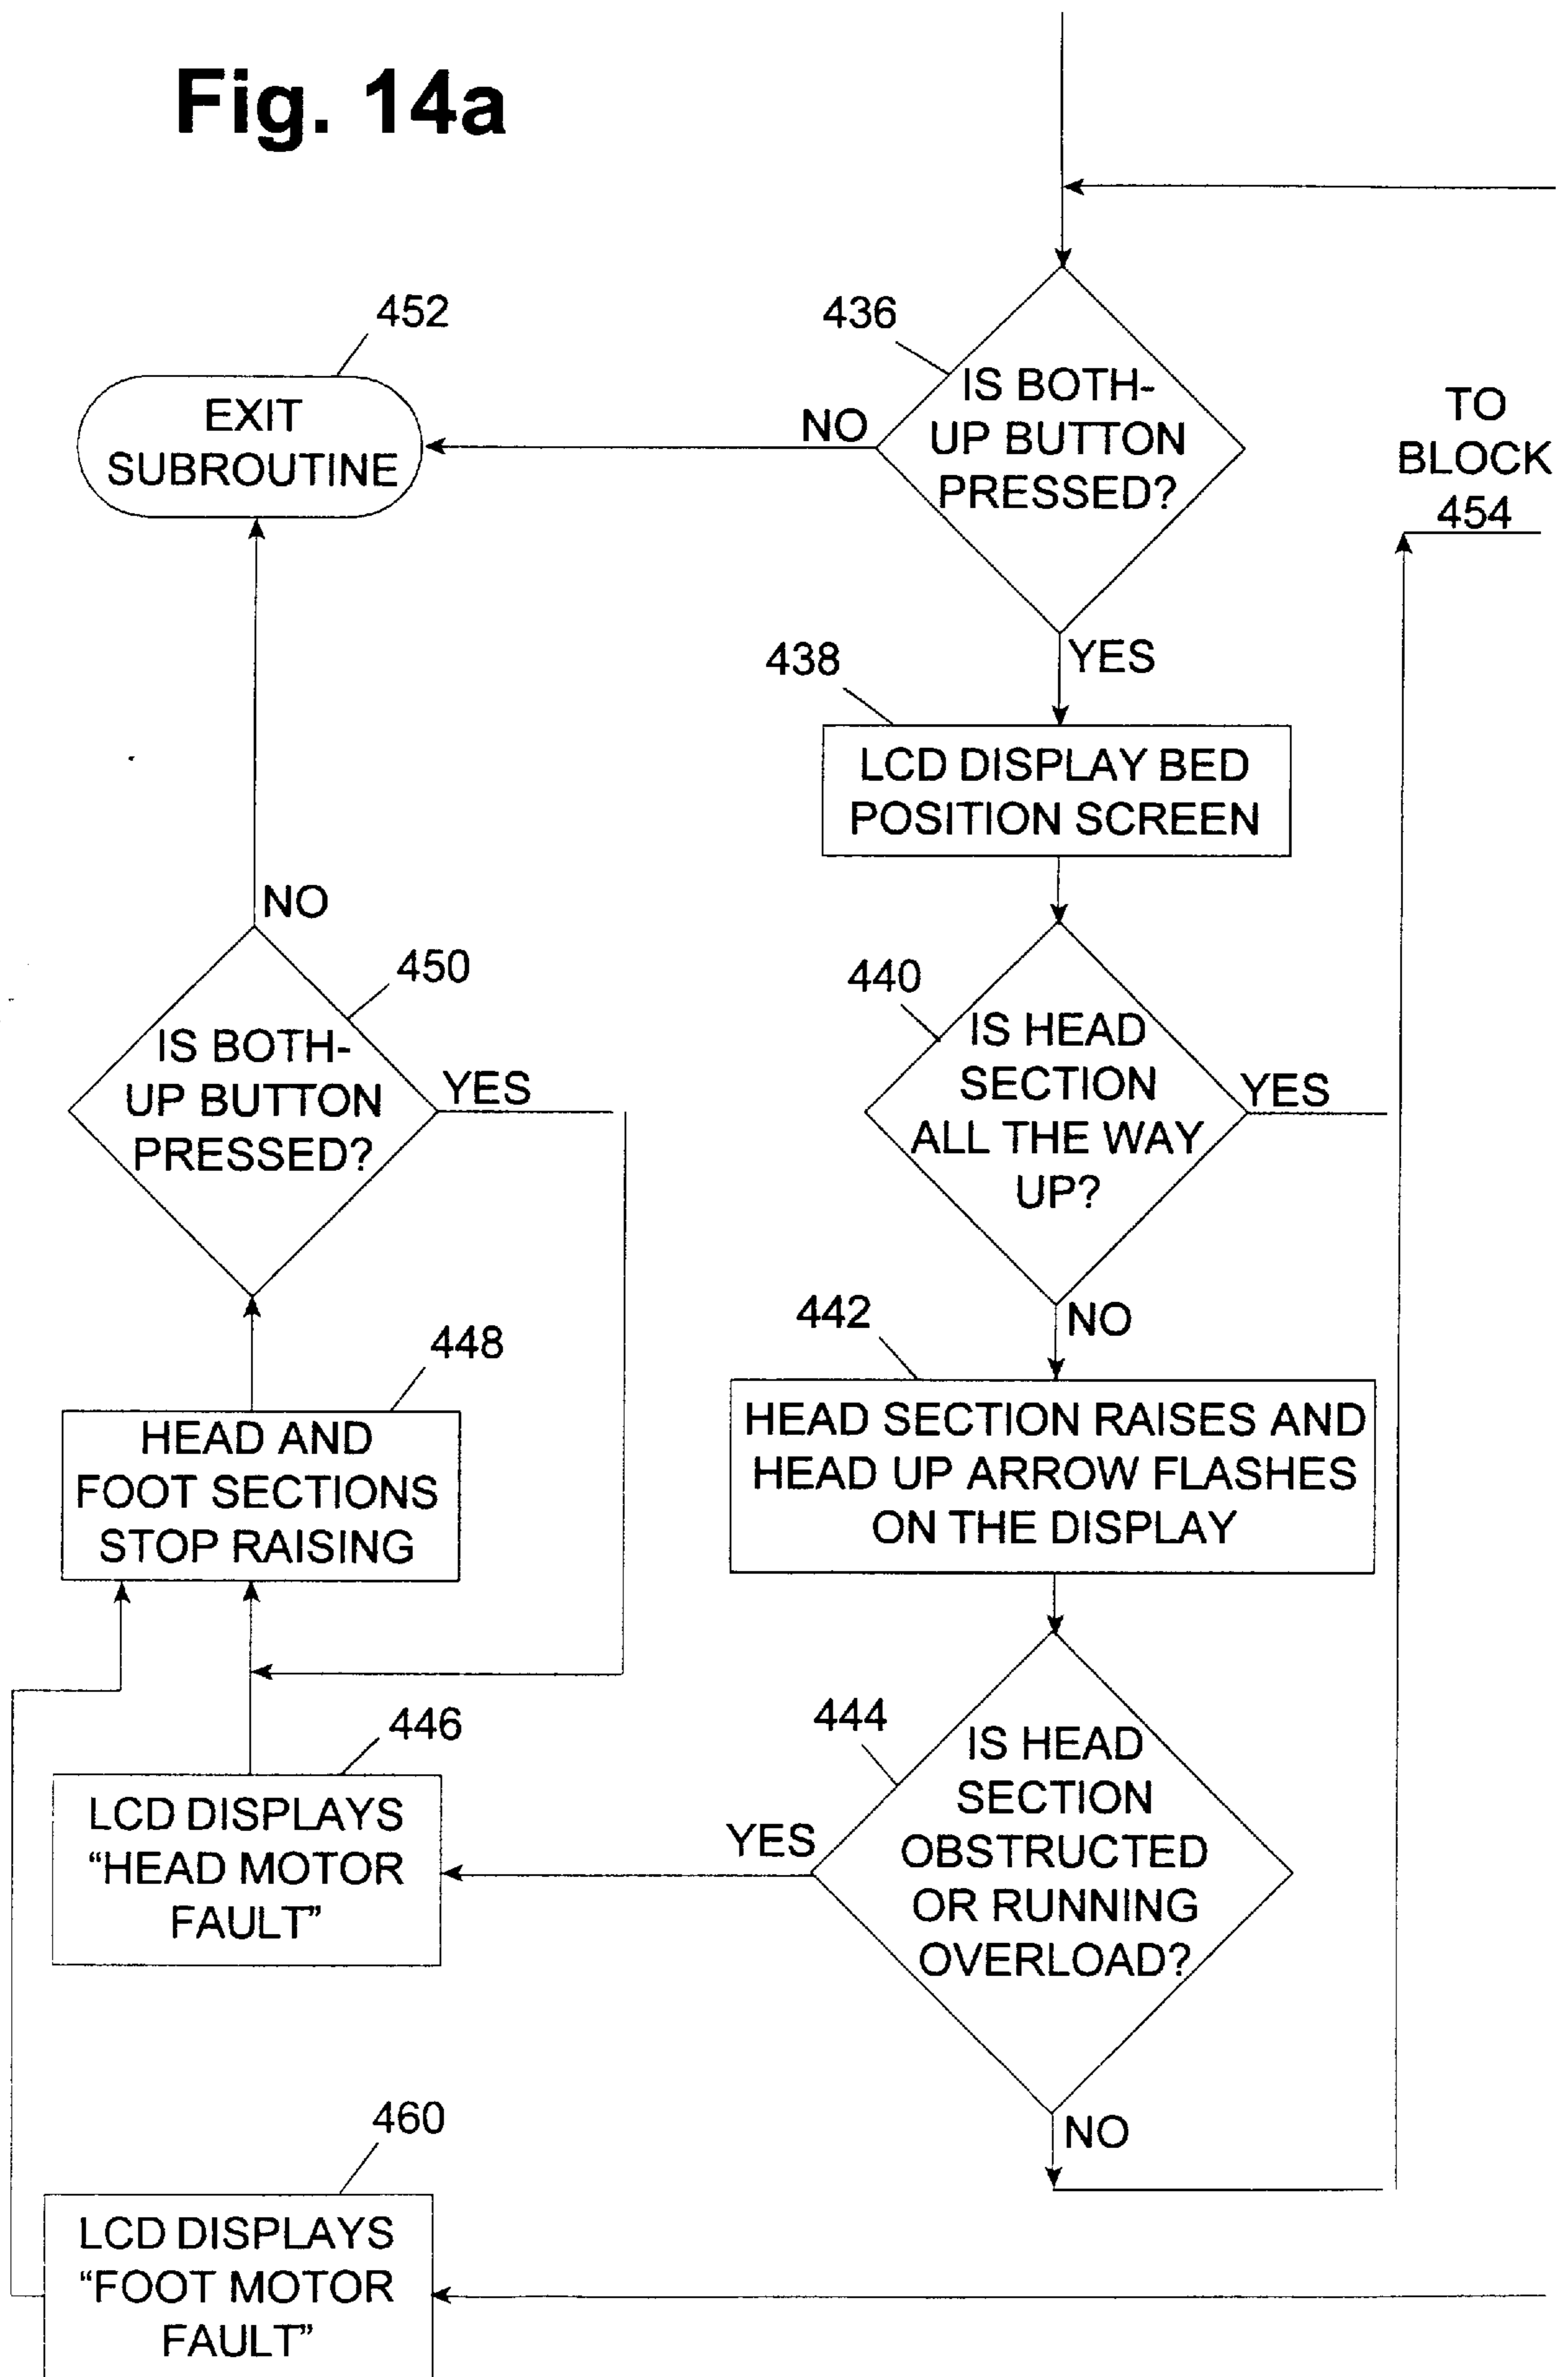 Fig. 14a
452
EXIT
SUBROUTINE
436
IS BOTH-
UP BUTTON
PRESSED?
NO
YES
TO
BLOCK
454
438
LCD DISPLAY BED
POSITION SCREEN
440
IS HEAD
SECTION
ALL THE WAY
UP?
YES
NO
442
HEAD SECTION RAISES AND
HEAD UP ARROW FLASHES
ON THE DISPLAY
444
IS HEAD
SECTION
OBSTRUCTED
OR RUNNING
OVERLOAD?
YES
NO
446
LCD DISPLAYS
“HEAD MOTOR
FAULT”
448
HEAD AND
FOOT SECTIONS
STOP RAISING
450
IS BOTH-
UP BUTTON
PRESSED?
NO
YES
460
LCD DISPLAYS
“FOOT MOTOR
FAULT”